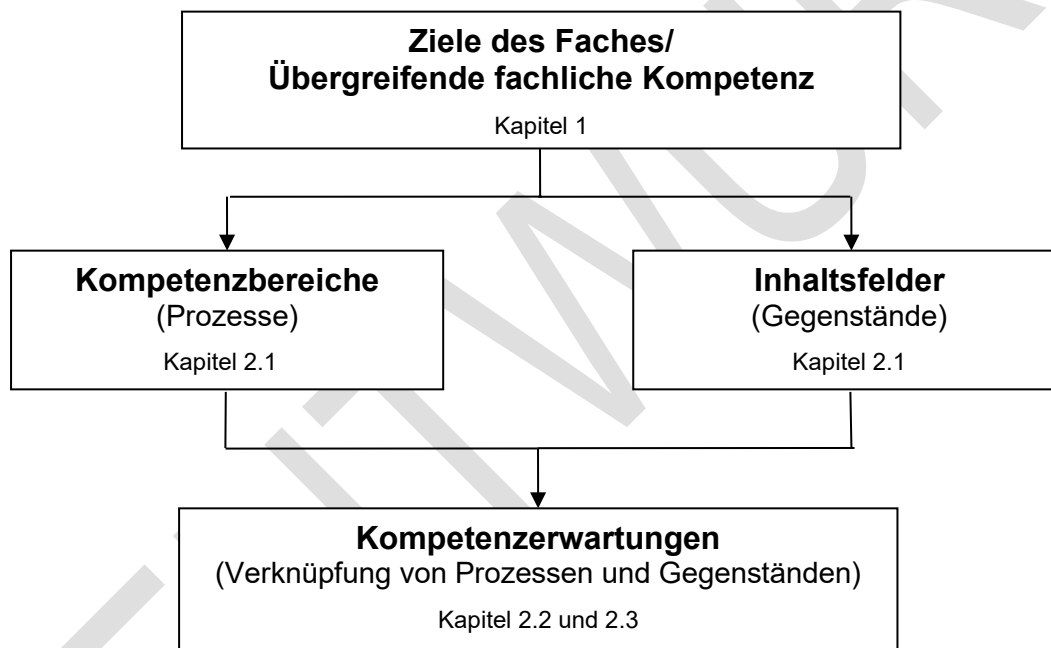 Ziele des Faches/
Übergreifende fachliche Kompetenz
Kapitel 1
Kompetenzbereiche
(Prozesse)
Kapitel 2.1
Inhaltsfelder
(Gegenstände)
Kapitel 2.1
Kompetenzerwartungen
(Verknüpfung von Prozessen und Gegenständen)
Kapitel 2.2 und 2.3